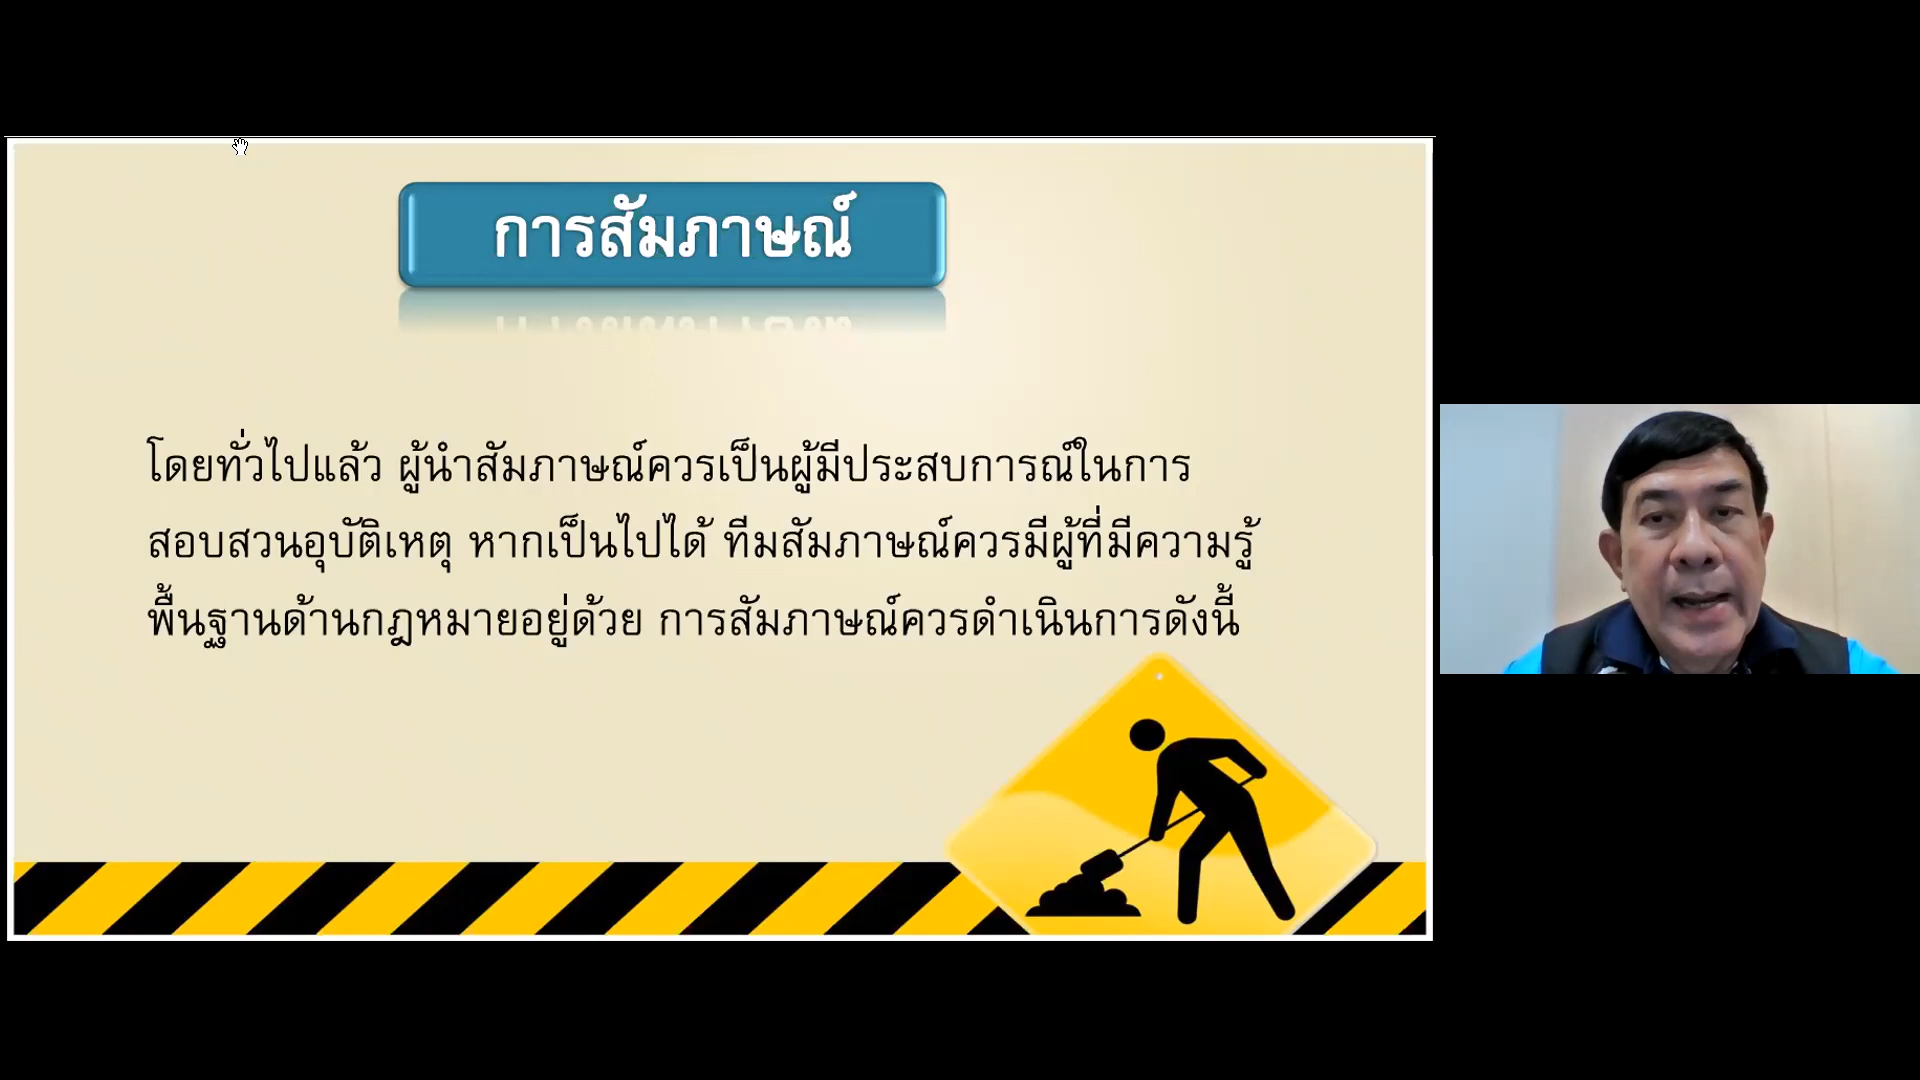 การสัมภาษณ์
โดยทั่วไปแล้ว ผู้นำสัมภาษณ์ควรเป็นผู้มีประสบการณ์ในการ
สอบสวนอุบัติเหตุ หากเป็นไปได้ ทีมสัมภาษณ์ควรมีผู้ที่มีความรู้
พื้นฐานด้านกฎหมายอยู่ด้วย การสัมภาษณ์ควรดำเนินการดังนี้